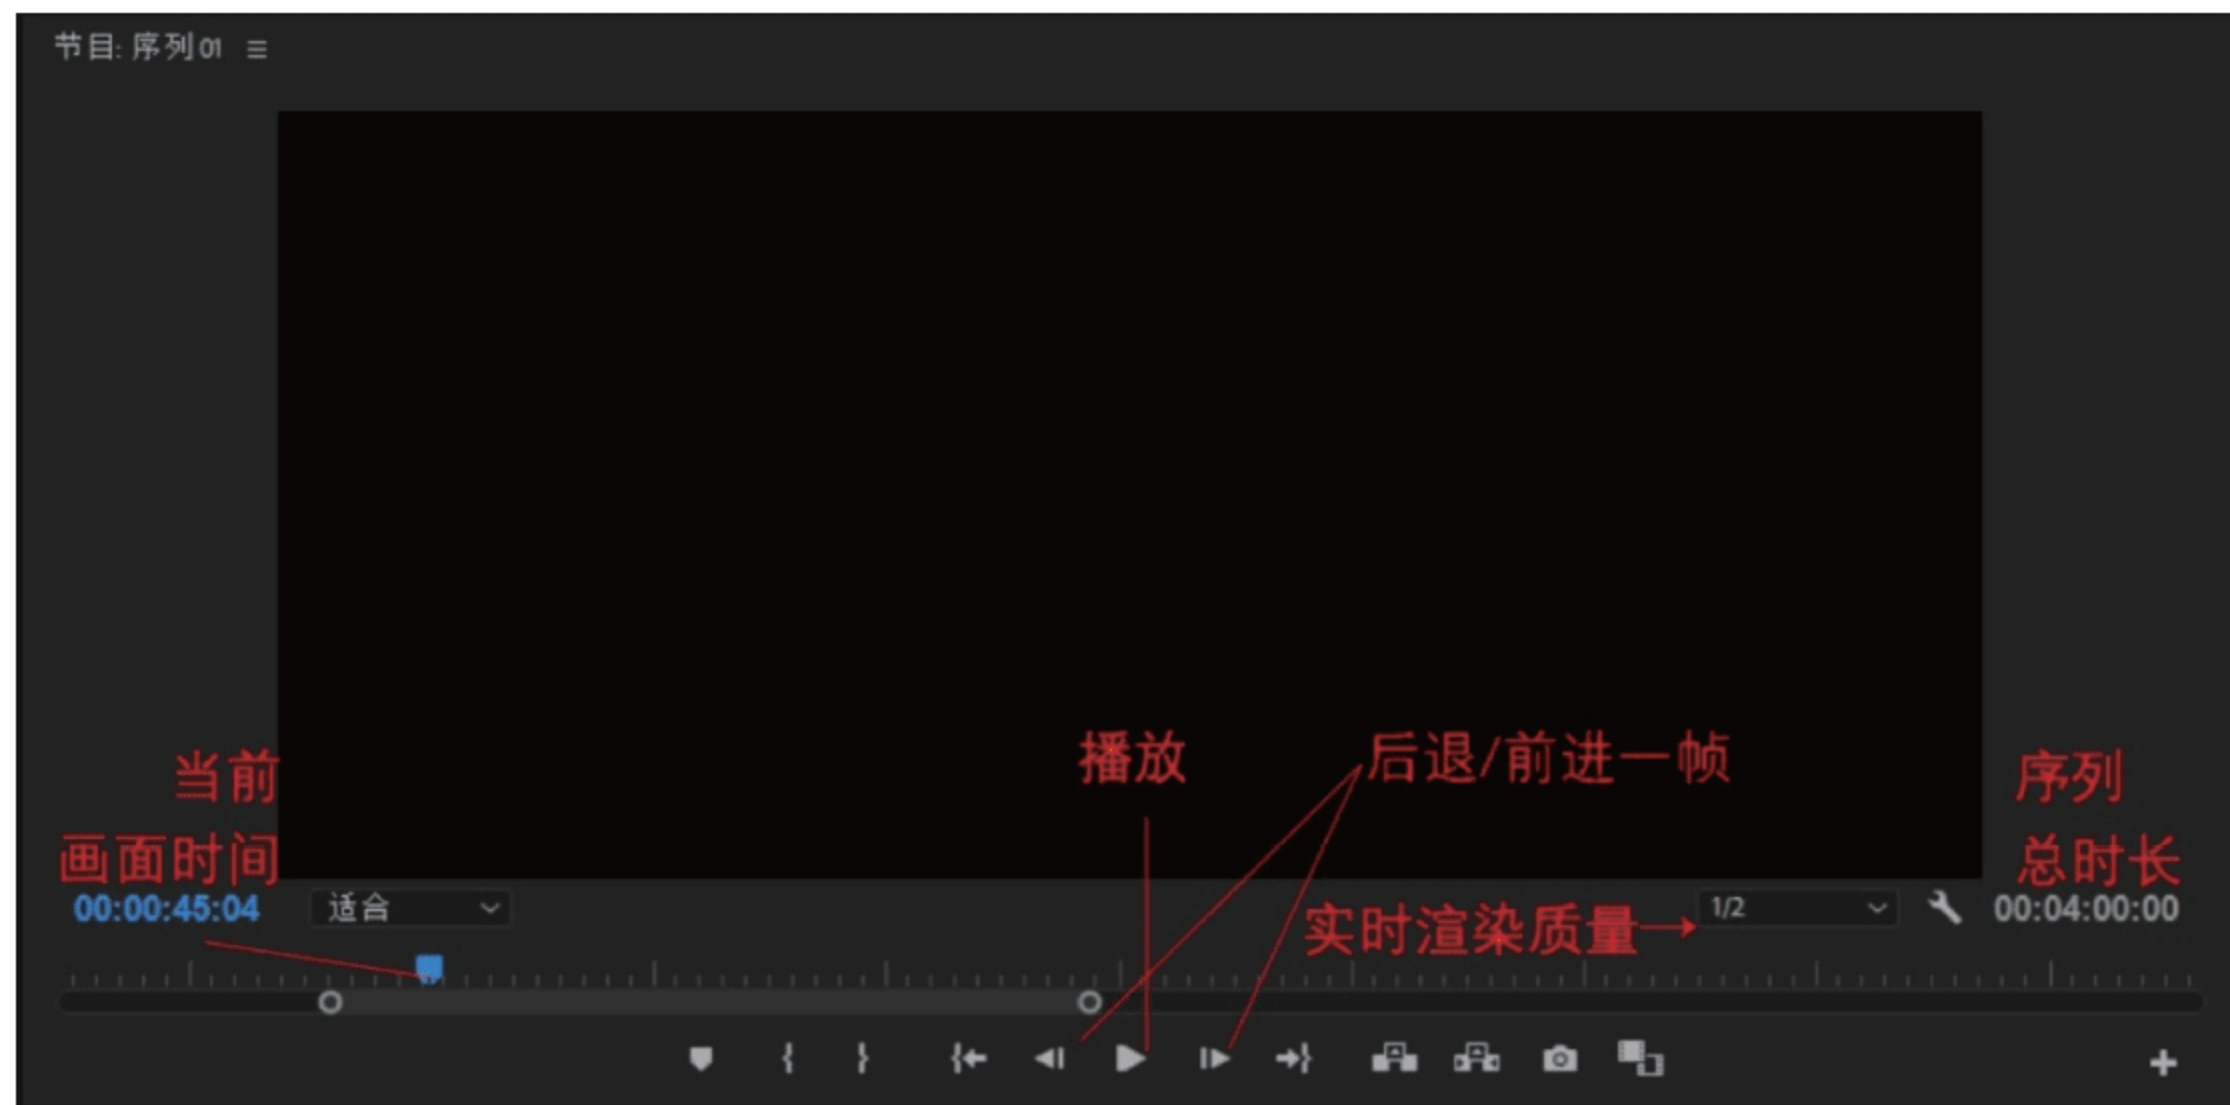 节目: 序列 01
当前
画面时间
播放
后退/前进一帧
序列
总时长
00:00:45:04
适合
实时渲染质量
1/2
00:04:00:00